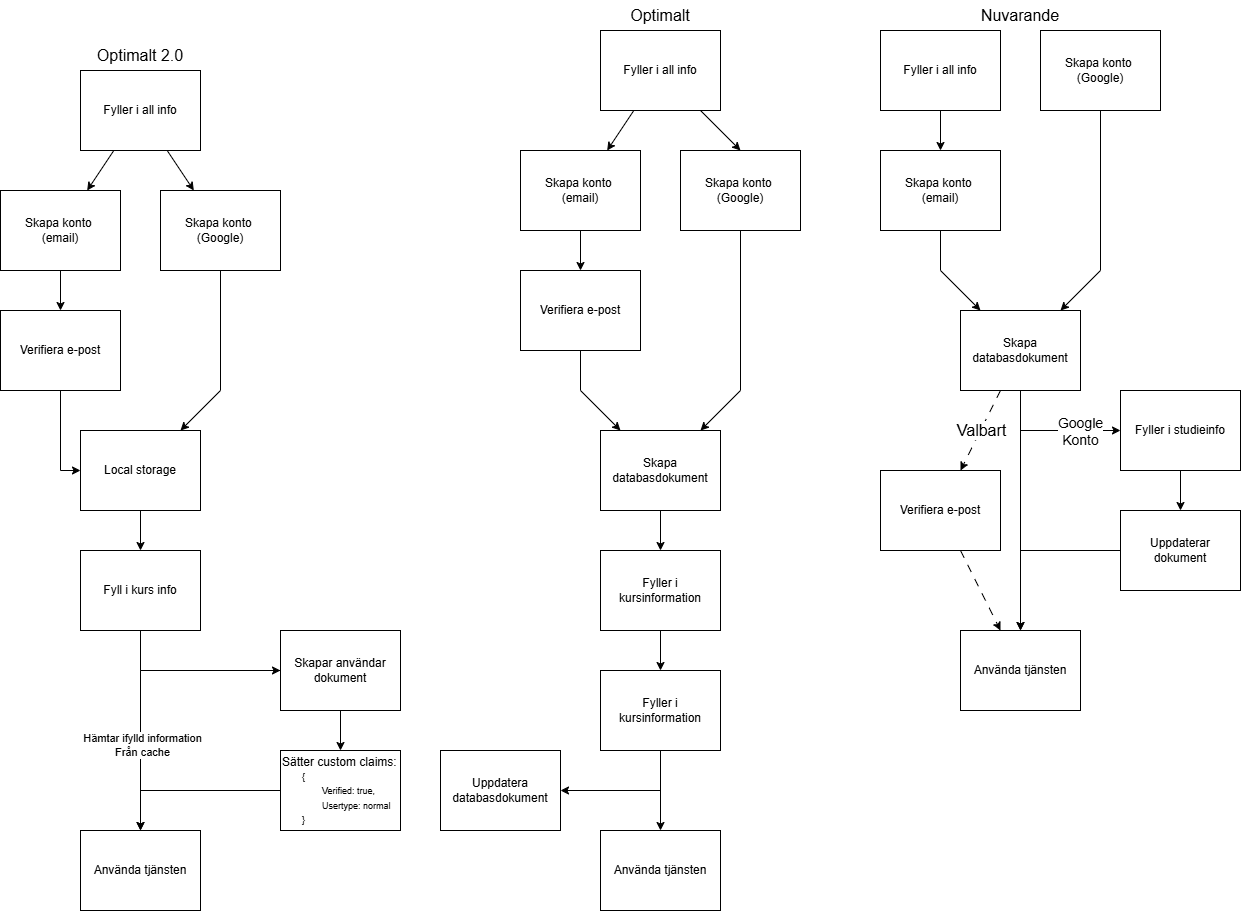 Optimalt 2.0
Fyller i all info
Skapa konto
(email)
Skapa konto
(Google)
Verifiera e-post
Local storage
Fyll i kurs info
Skapar användar
dokument
Hämtar ifylld information
Från cache
Sätter custom claims:
{
Verified: true,
Usertype: normal
}
Använda tjänsten
Optimalt
Fyller i all info
Skapa konto
(email)
Skapa konto
(Google)
Verifiera e-post
Skapa
databasdokument
Fyller i
kursinformation
Fyller i
kursinformation
Uppdatera
databasdokument
Använda tjänsten
Nuvarande
Fyller i all info
Skapa konto
(Google)
Skapa konto
(email)
Skapa
databasdokument
Valbart
Google
Konto
Fyller i studieinfo
Verifiera e-post
Uppdaterar
dokument
Använda tjänsten